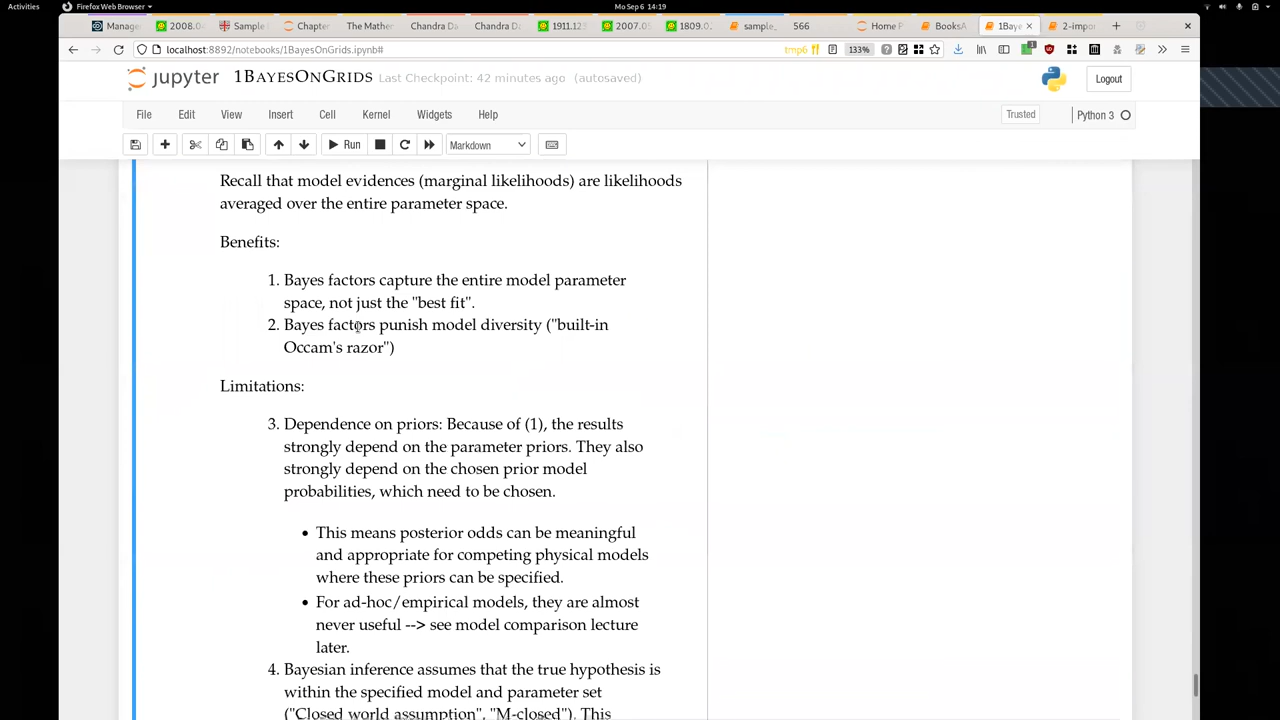 Activities Firefox Web Browser Mo Sep 6 14:19
Manage 2008.04 Sample Chapter The Mathem Chandra Da Chandra Da 1911.12 2007.05 1809.02 sample_ 566 Home P BooksA 1Baye 2-impo
localhost:8892/notebooks/1BayesOnGrids.ipynb# tmp6 133%
jupyter 1BayesOnGrids Last Checkpoint: 42 minutes ago (autosaved) Logout
File Edit View Insert Cell Kernel Widgets Help Trusted Python 3
Run Markdown
Recall that model evidences (marginal likelihoods) are likelihoods
averaged over the entire parameter space.
Benefits:
1. Bayes factors capture the entire model parameter
space, not just the "best fit".
2. Bayes factors punish model diversity ("built-in
Occam's razor")
Limitations:
3. Dependence on priors: Because of (1), the results
strongly depend on the parameter priors. They also
strongly depend on the chosen prior model
probabilities, which need to be chosen.
• This means posterior odds can be meaningful
and appropriate for competing physical models
where these priors can be specified.
• For ad-hoc/empirical models, they are almost
never useful --> see model comparison lecture
later.
4. Bayesian inference assumes that the true hypothesis is
within the specified model and parameter set
("Closed world assumption", "M-closed"). This